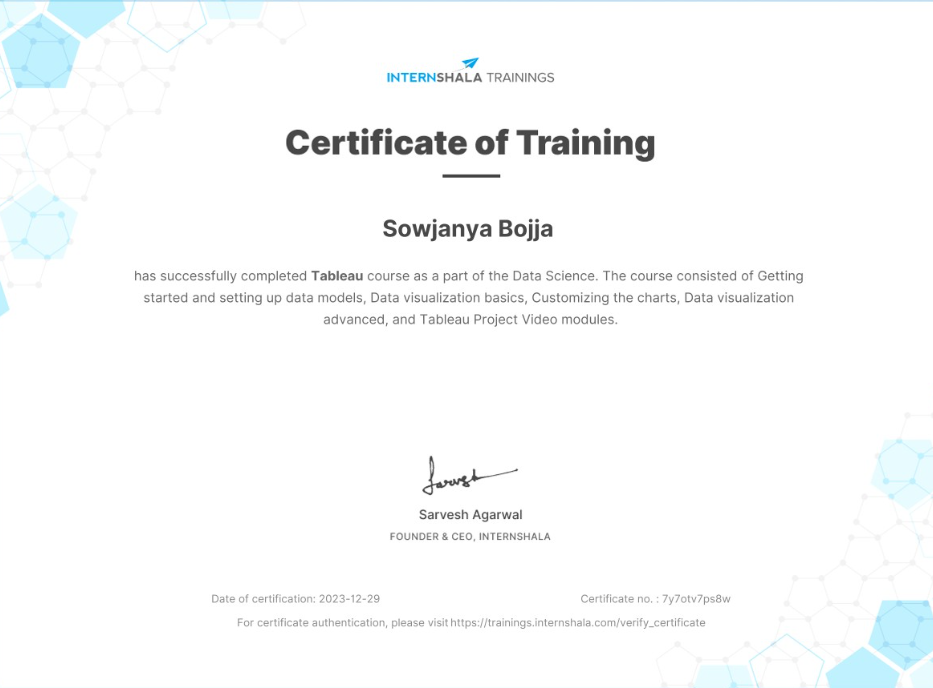 INTERNSHALA TRAININGS
Certificate of Training
Sowjanya Bojja
has successfully completed Tableau course as a part of the Data Science. The course consisted of Getting
started and setting up data models, Data visualization basics, Customizing the charts, Data visualization
advanced, and Tableau Project Video modules.
Sarvesh
Sarvesh Agarwal
FOUNDER & CEO, INTERNSHALA
Date of certification: 2023-12-29 Certificate no. : 7y7otv7ps8w
For certificate authentication, please visit https://trainings.internshala.com/verify_certificate